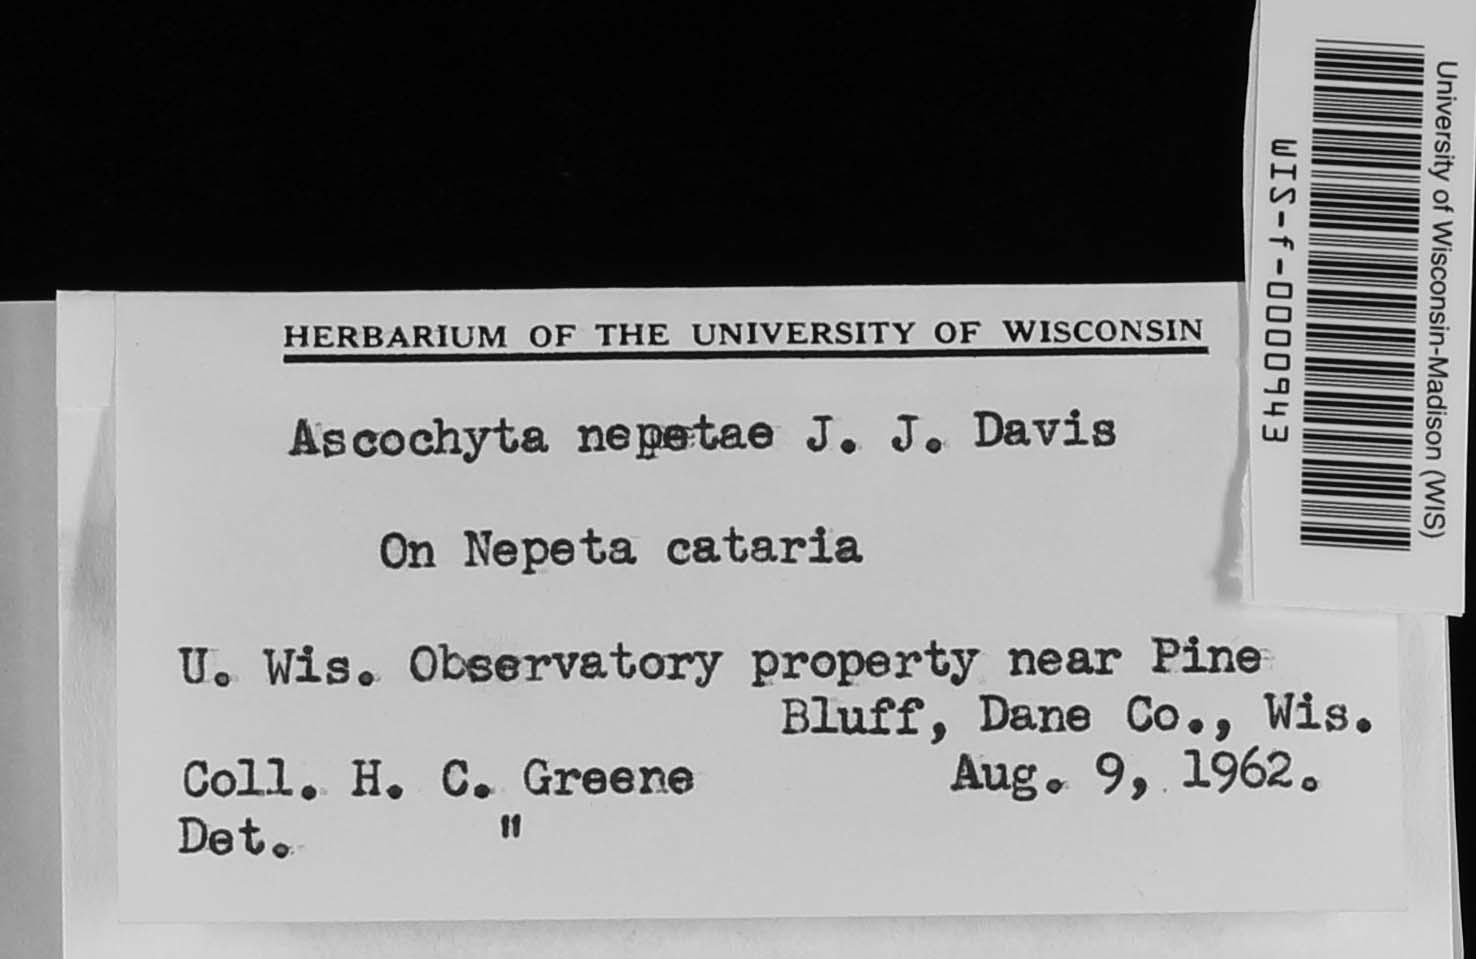 HERBARIUM OF THE UNIVERSITY OF WISCONSIN
Ascochyta nepetae J. J. Davis
On Nepeta cataria
U. Wis. Observatory property near Pine
Bluff, Dane Co., Wis.
Coll. H. C. Greene Aug. 9, 1962.
Det. "
University of Wisconsin-Madison (WIS)
WIS-f-0000943